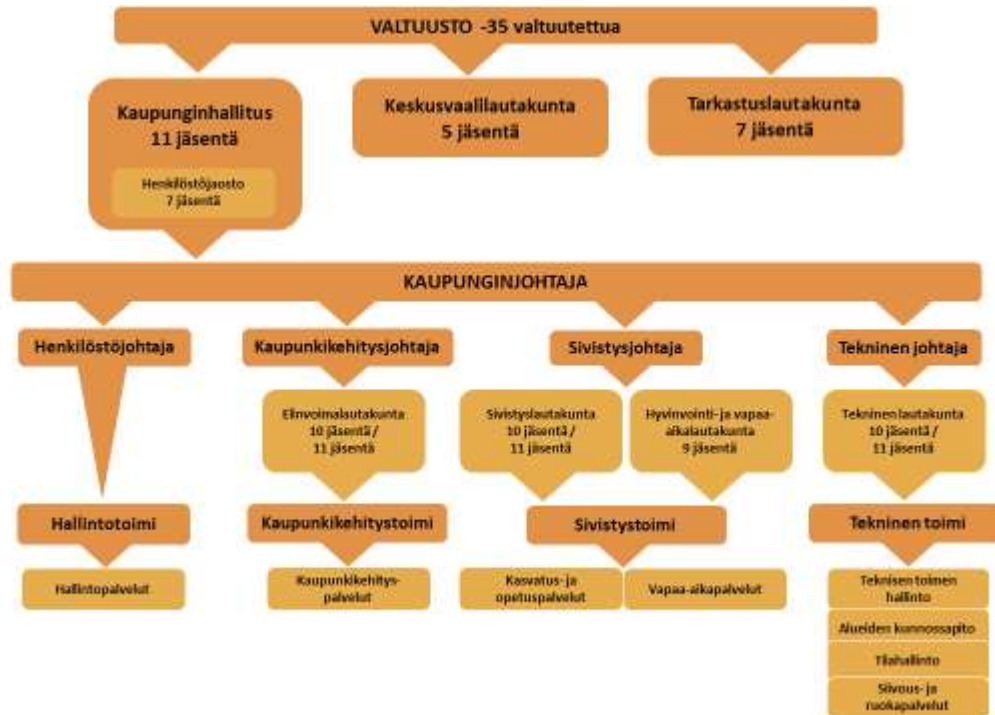 VALTUUSTO -35 valtuutettua
Kaupunginhallitus
11 jäsentä
Henkilöstöjaosto
7 jäsentä
Keskusvaalilautakunta
5 jäsentä
Tarkastuslautakunta
7 jäsentä
KAUPUNGINJOHTAJA
Henkilöstöjohtaja
Kaupunkikehitysjohtaja
Sivistysjohtaja
Tekninen johtaja
Elinvoimalautakunta
10 jäsentä /
11 jäsentä
Sivistyslautakunta
10 jäsentä /
11 jäsentä
Hyvinvointi- ja vapaa-
aikalautakunta
9 jäsentä
Tekninen lautakunta
10 jäsentä /
11 jäsentä
Hallintotoimi
Kaupunkikehitystoimi
Sivistystoimi
Tekninen toimi
Hallintopalvelut
Kaupunkikehitys-
palvelut
Kasvatus- ja
opetuspalvelut
Vapaa-aikapalvelut
Teknisen toimen
hallinto
Alueiden kunnossapito
Tilahallinto
Siivous- ja
ruokapalvelut